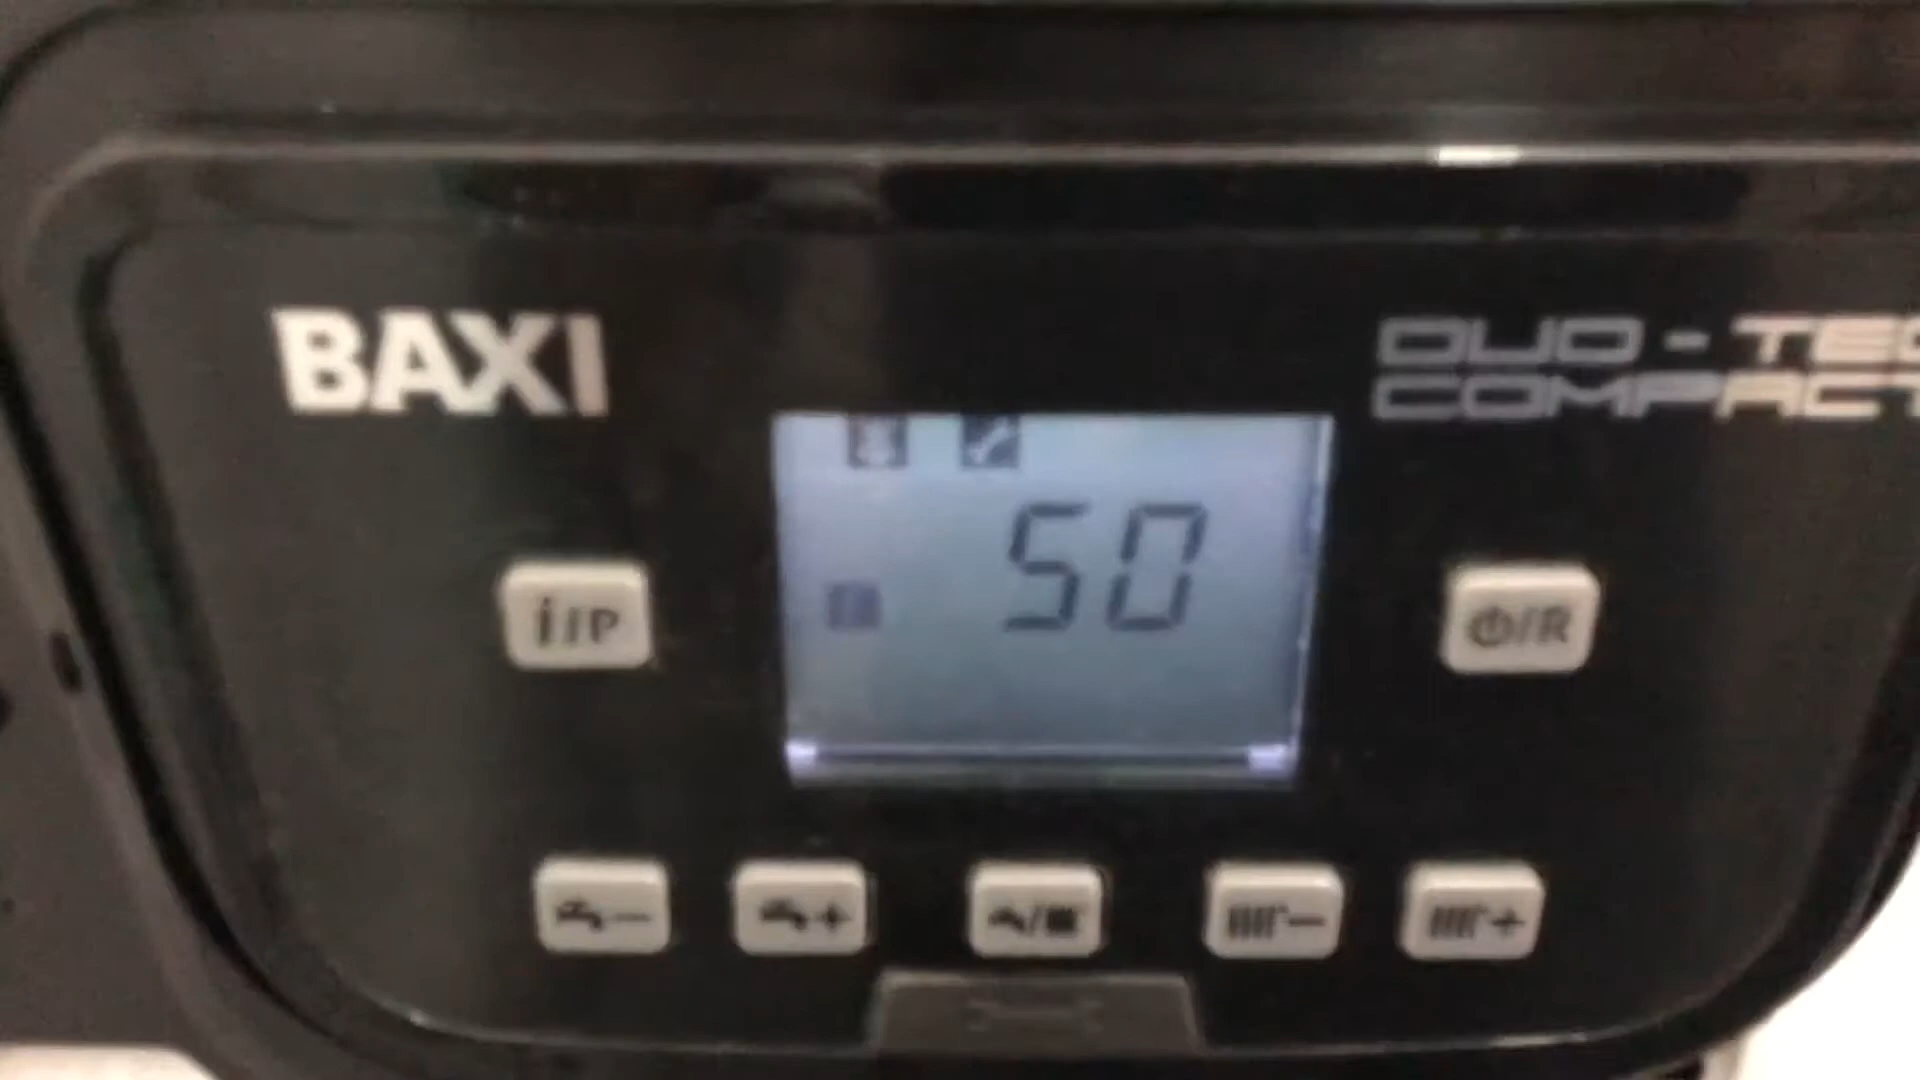 BAXI
DUO-TEC
COMPACT
50
i/P
/R
-
+
/
-
+